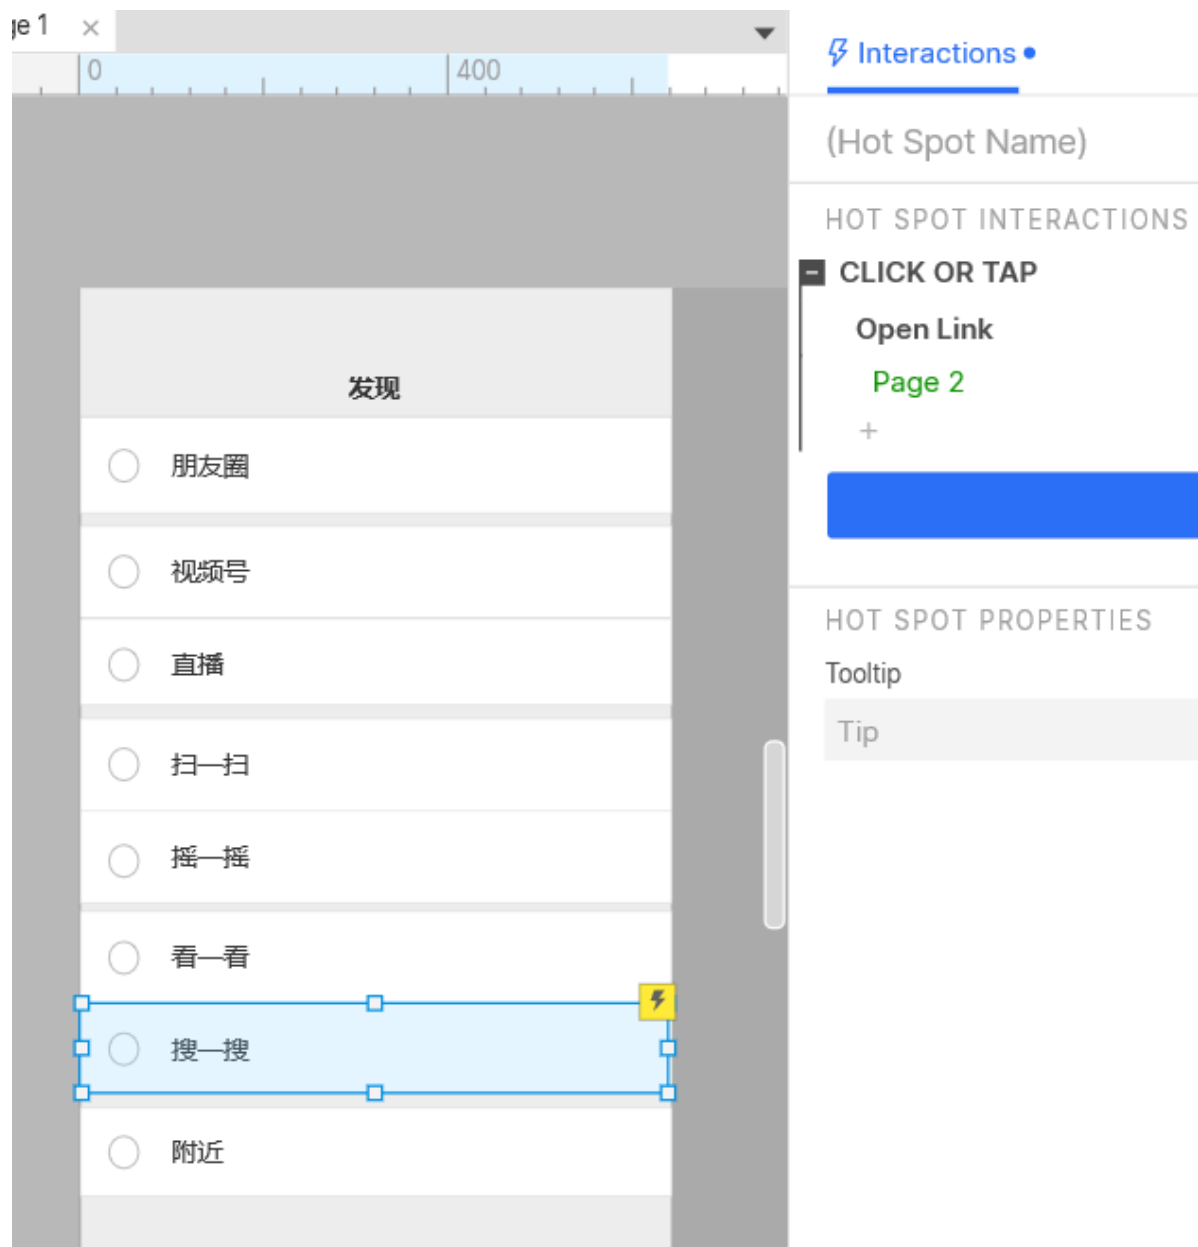 ge 1
0
400
发现
朋友圈
视频号
直播
扫一扫
摇一摇
看一看
搜一搜
附近
Interactions
(Hot Spot Name)
HOT SPOT INTERACTIONS
CLICK OR TAP
Open Link
Page 2
+
HOT SPOT PROPERTIES
Tooltip
Tip